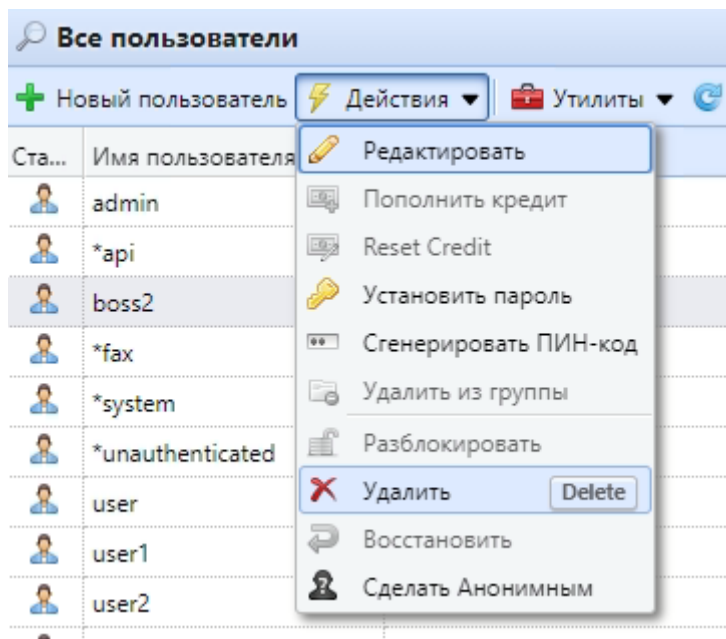 Все пользователи
Новый пользователь Действия Утилиты
Ста... Имя пользователя
admin
*api
boss2
*fax
*system
*unauthenticated
user
user1
user2
Редактировать
Пополнить кредит
Reset Credit
Установить пароль
Сгенерировать ПИН-код
Удалить из группы
Разблокировать
Удалить Delete
Восстановить
Сделать Анонимным